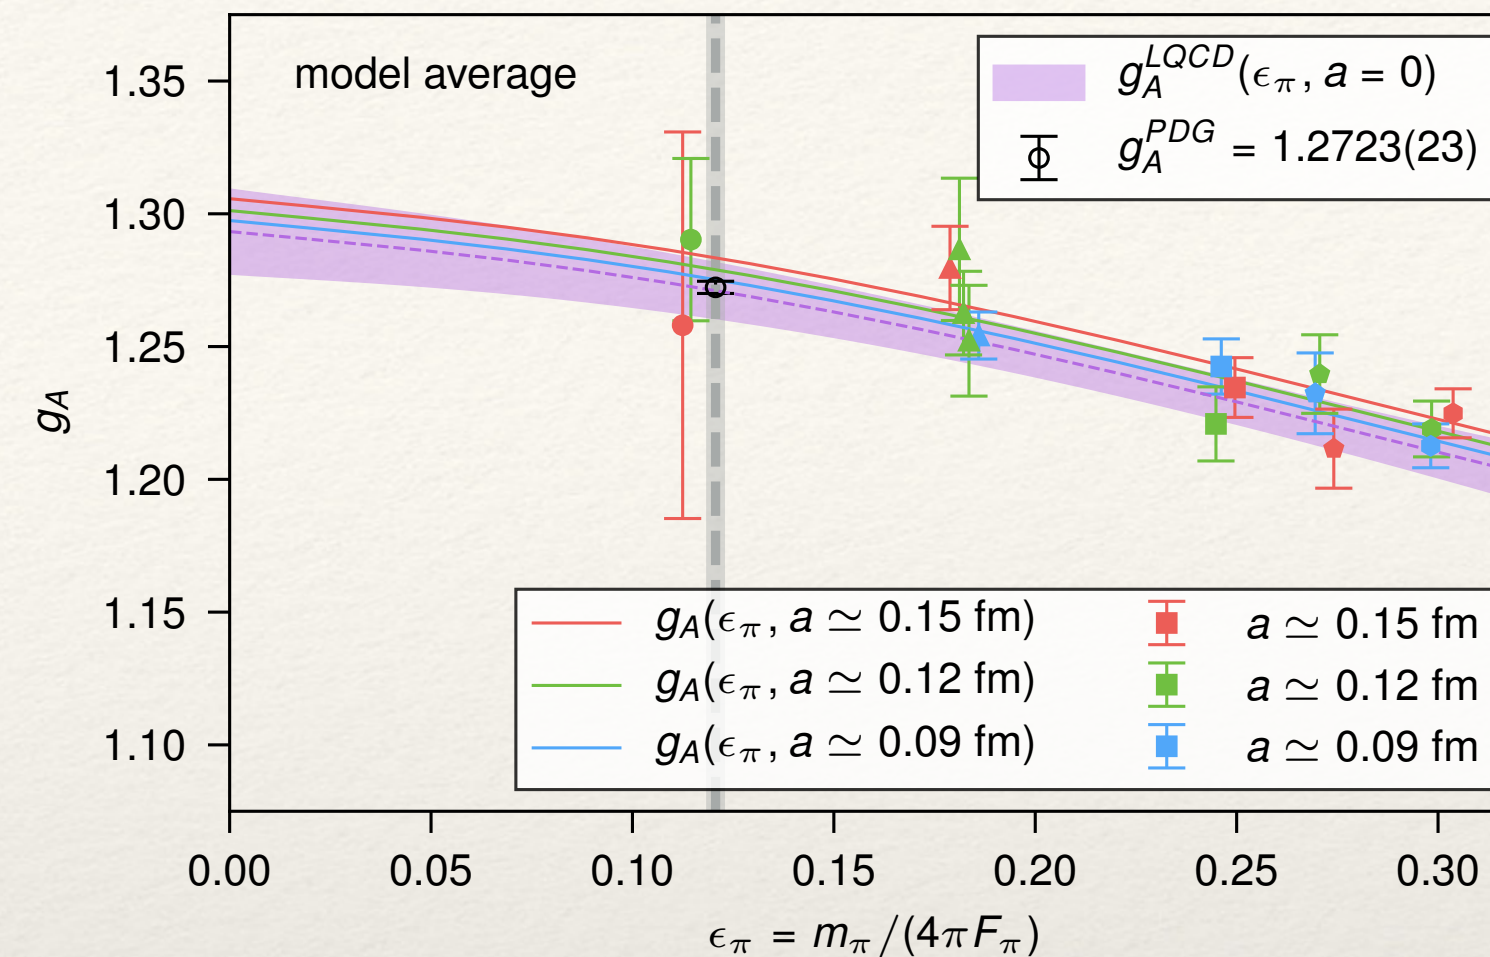 model average
g_A^{LQCD}(ϵ_π, a = 0)
g_A^{PDG} = 1.2723(23)
1.35
1.30
1.25
1.20
1.15
1.10
g_A
g_A(ϵ_π, a ≃ 0.15 fm)
a ≃ 0.15 fm
g_A(ϵ_π, a ≃ 0.12 fm)
a ≃ 0.12 fm
g_A(ϵ_π, a ≃ 0.09 fm)
a ≃ 0.09 fm
0.00 0.05 0.10 0.15 0.20 0.25 0.30
ϵ_π = m_π/(4πF_π)